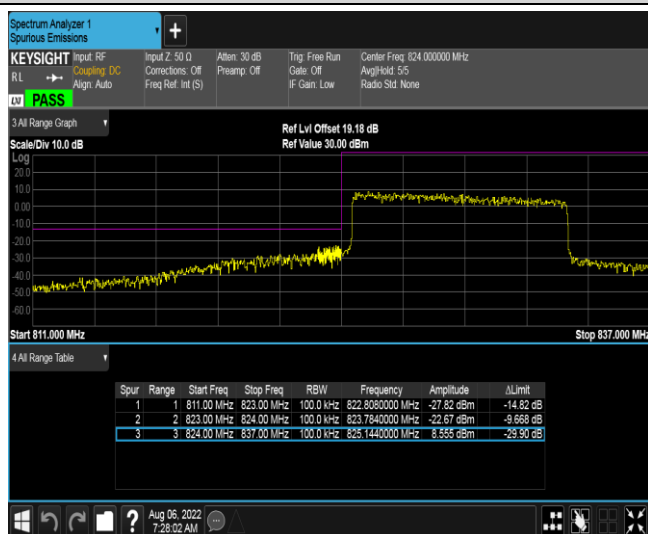 Spectrum Analyzer 1
Spurious Emissions
+
KEYSIGHT Input: RF Input Z: 50 Ω Atten: 30 dB Trig: Free Run Center Freq: 824.000000 MHz
RL Coupling: DC Corrections: Off Preamp: Off Gate: Off Avg|Hold: 5/5
Align: Auto Freq Ref: Int (S) IF Gain: Low Radio Std: None
LXI PASS
3 All Range Graph
Ref Lvl Offset 19.18 dB
Scale/Div 10.0 dB Ref Value 30.00 dBm
Log
20.0
10.0
0.00
-10.0
-20.0
-30.0
-40.0
-50.0
-60.0
Start 811.000 MHz Stop 837.000 MHz
4 All Range Table
Spur Range Start Freq Stop Freq RBW Frequency Amplitude ΔLimit
1 1 811.00 MHz 823.00 MHz 100.0 kHz 822.8080000 MHz -27.82 dBm -14.82 dB
2 2 823.00 MHz 824.00 MHz 100.0 kHz 823.7840000 MHz -22.67 dBm -9.668 dB
3 3 824.00 MHz 837.00 MHz 100.0 kHz 825.1440000 MHz 8.555 dBm -29.90 dB
? Aug 06, 2022
7:28:02 AM